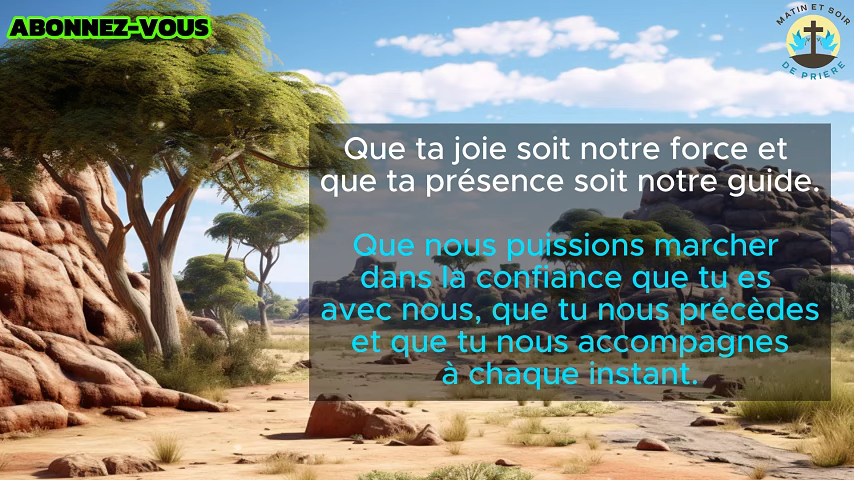 ABONNEZ-VOUS
MATIN ET SOIR
DE PRIERE
Que ta joie soit notre force et
que ta présence soit notre guide.
Que nous puissions marcher
dans la confiance que tu es
avec nous, que tu nous précèdes
et que tu nous accompagnes
à chaque instant.